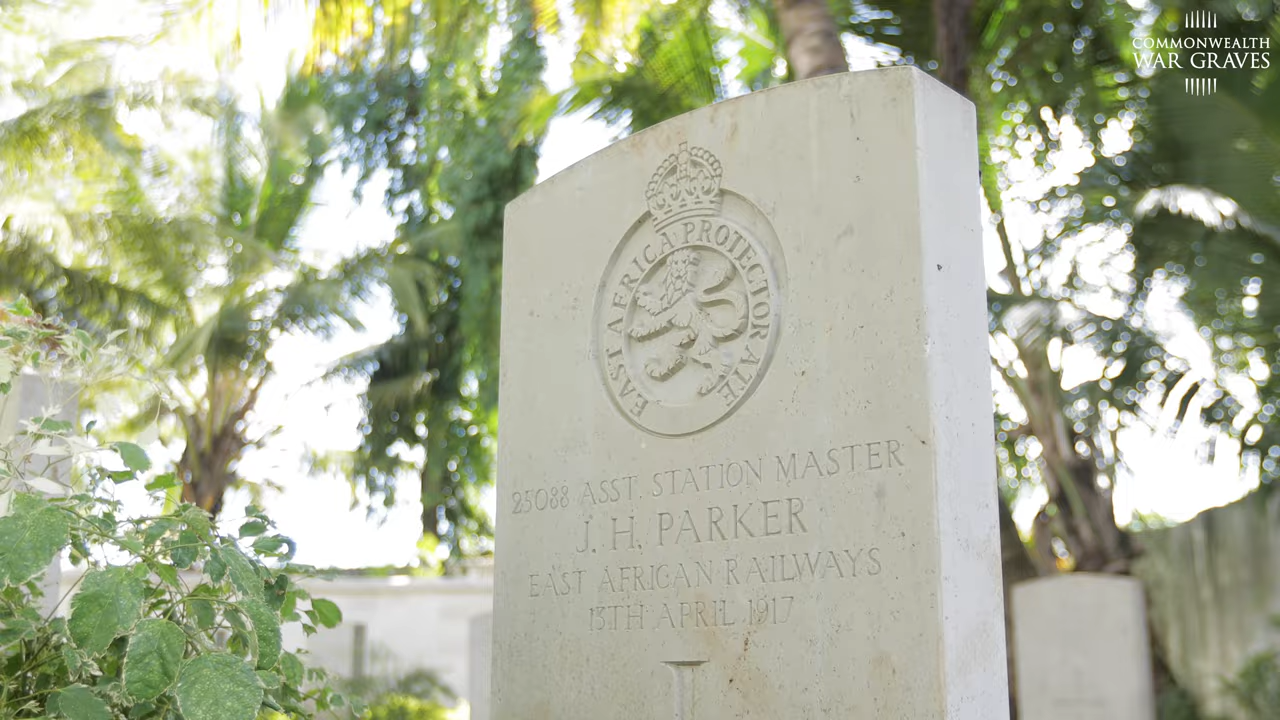 COMMONWEALTH
WAR GRAVES
EAST AFRICA PROTECTORATE
25088 ASST. STATION MASTER
J. H. PARKER
EAST AFRICAN RAILWAYS
13TH APRIL 1917